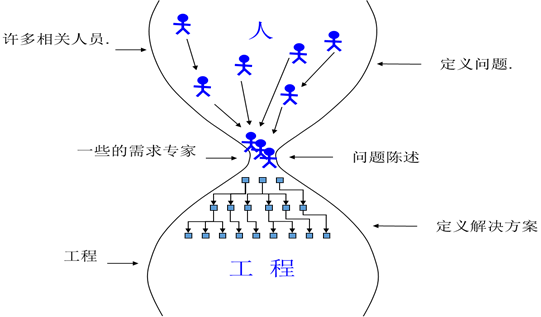 人
许多相关人员.
定义问题.
一些的需求专家
问题陈述
定义解决方案
工程
工 程